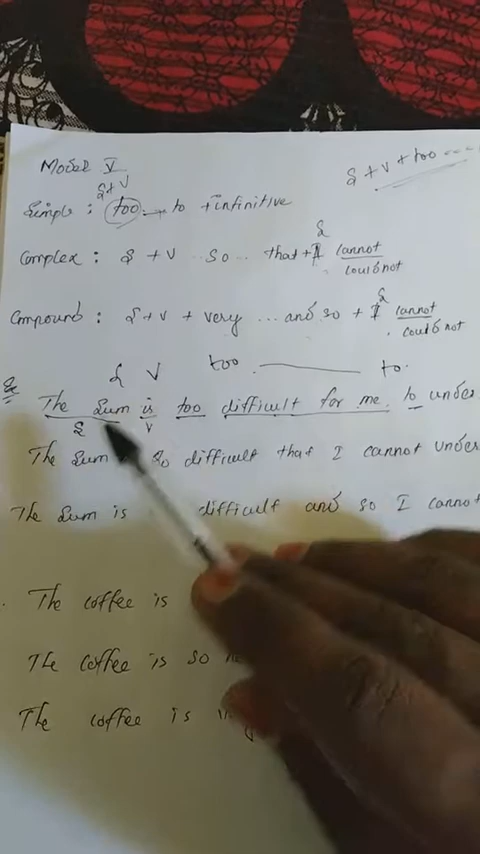 Model V
S + V + too ---
S+V
Simple : too to + infinitive
S
Complex : S + V So .. that + I cannot
could not
S
Compound : S + V + very ... and so + I cannot
could not
S V too to
Ex The Sum is too difficult for me to under
S V
The Sum So difficult that I cannot under
The Sum is difficult and so I cannot
The coffee is
The coffee is so
The coffee is